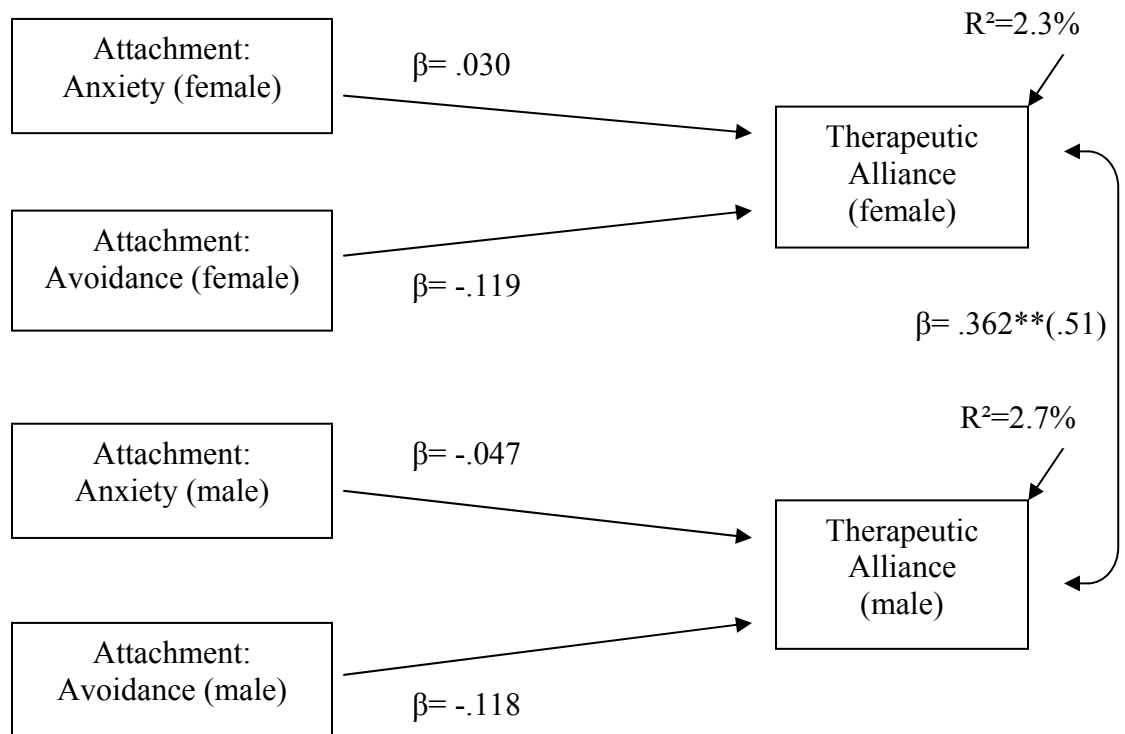 R²=2.3%
Attachment:
Anxiety (female)
β= .030
Therapeutic
Alliance
(female)
Attachment:
Avoidance (female)
β= -.119
β= .362**(.51)
R²=2.7%
Attachment:
Anxiety (male)
β= -.047
Therapeutic
Alliance
(male)
Attachment:
Avoidance (male)
β= -.118